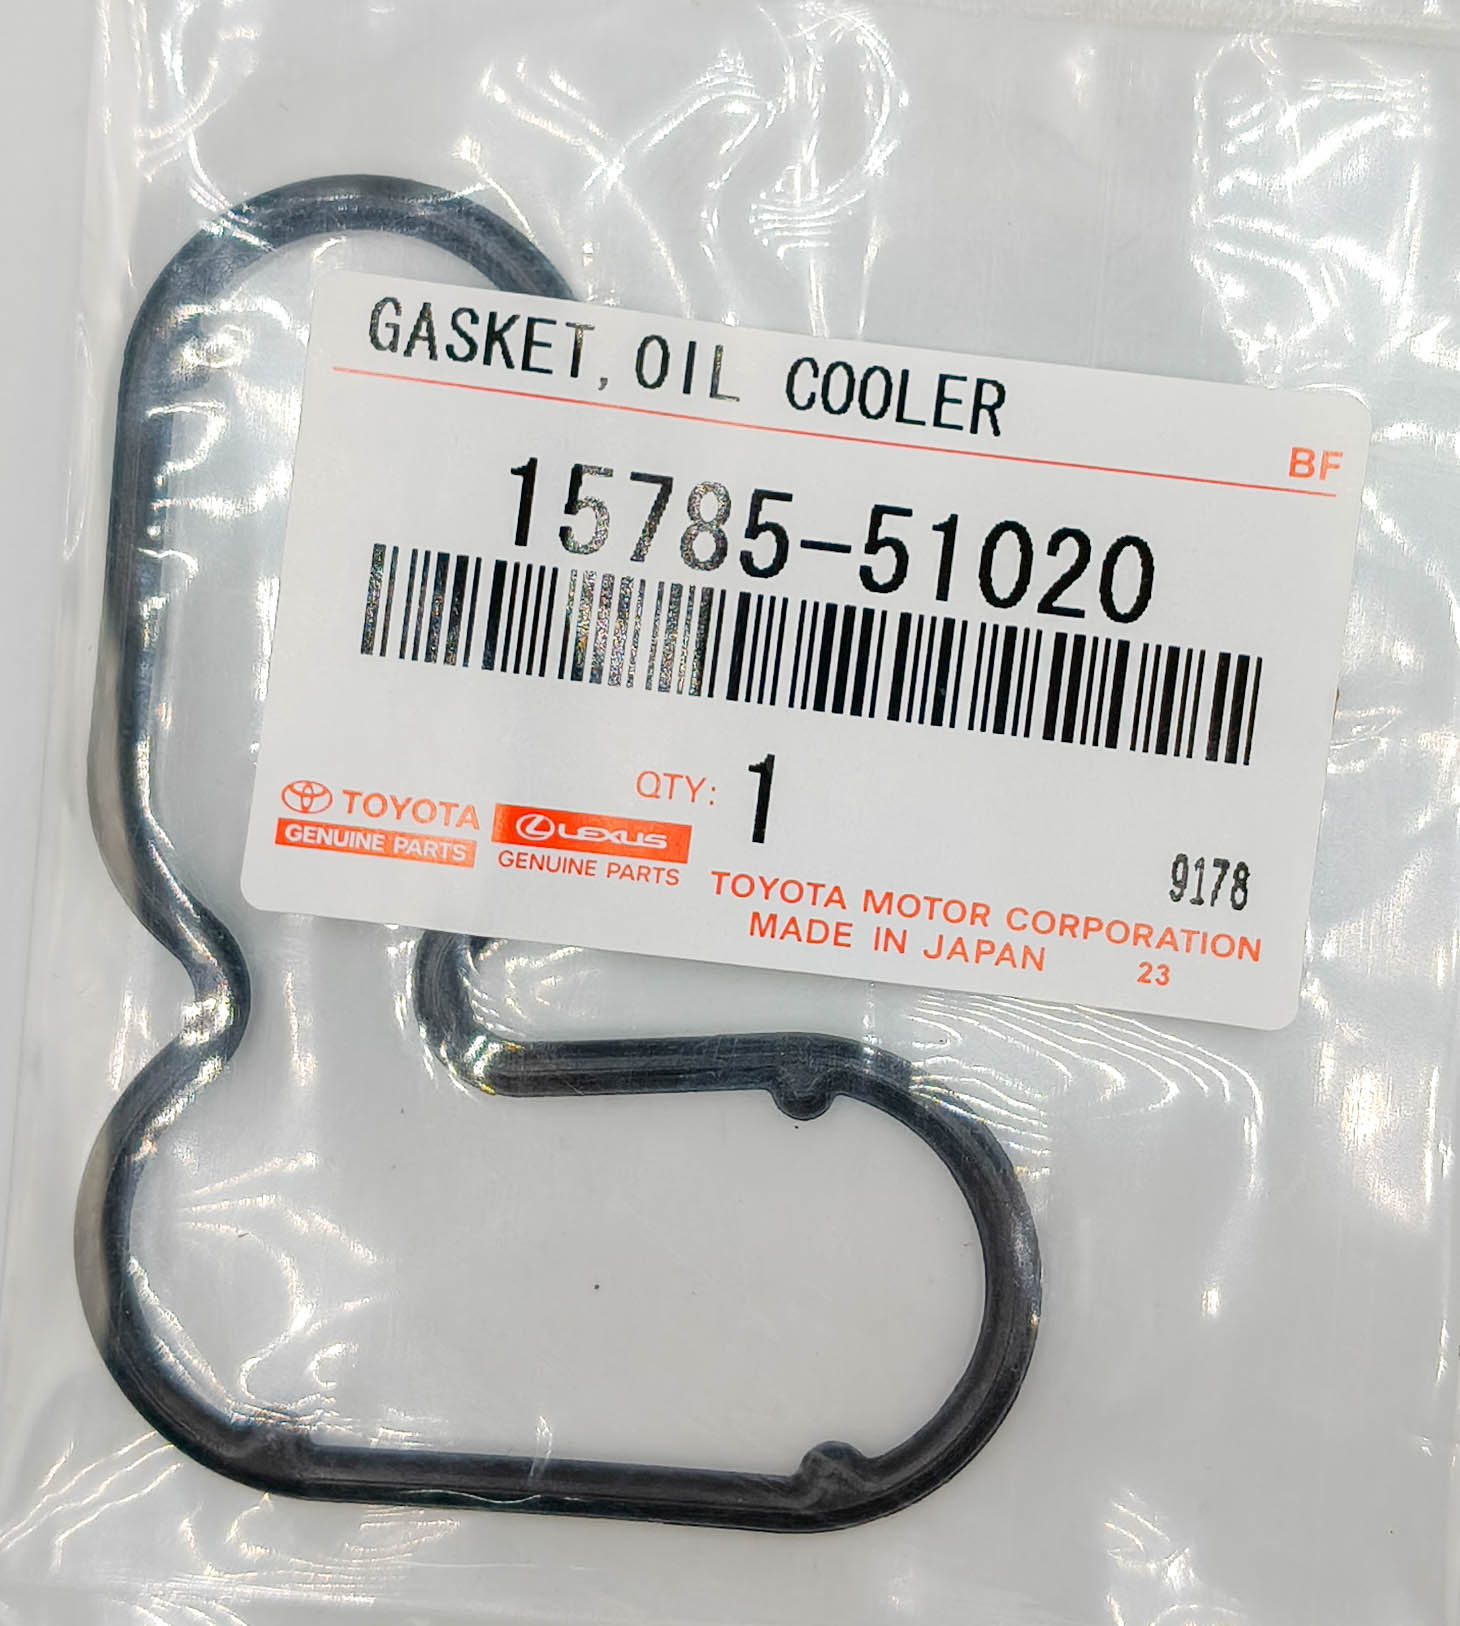 GASKET, OIL COOLER
BF
15785-51020
QTY: 1
TOYOTA
GENUINE PARTS
LEXUS
GENUINE PARTS
9178
TOYOTA MOTOR CORPORATION
MADE IN JAPAN 23